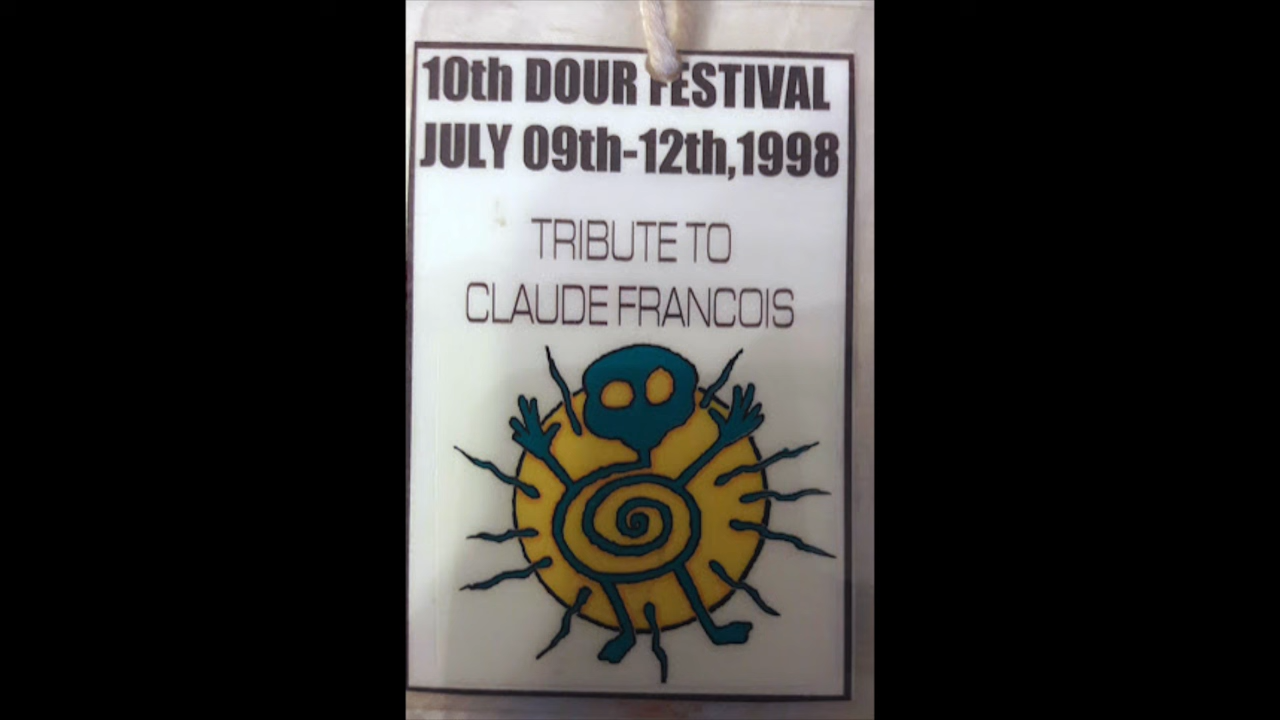 10th DOUR FESTIVAL
JULY 09th-12th,1998
TRIBUTE TO
CLAUDE FRANCOIS